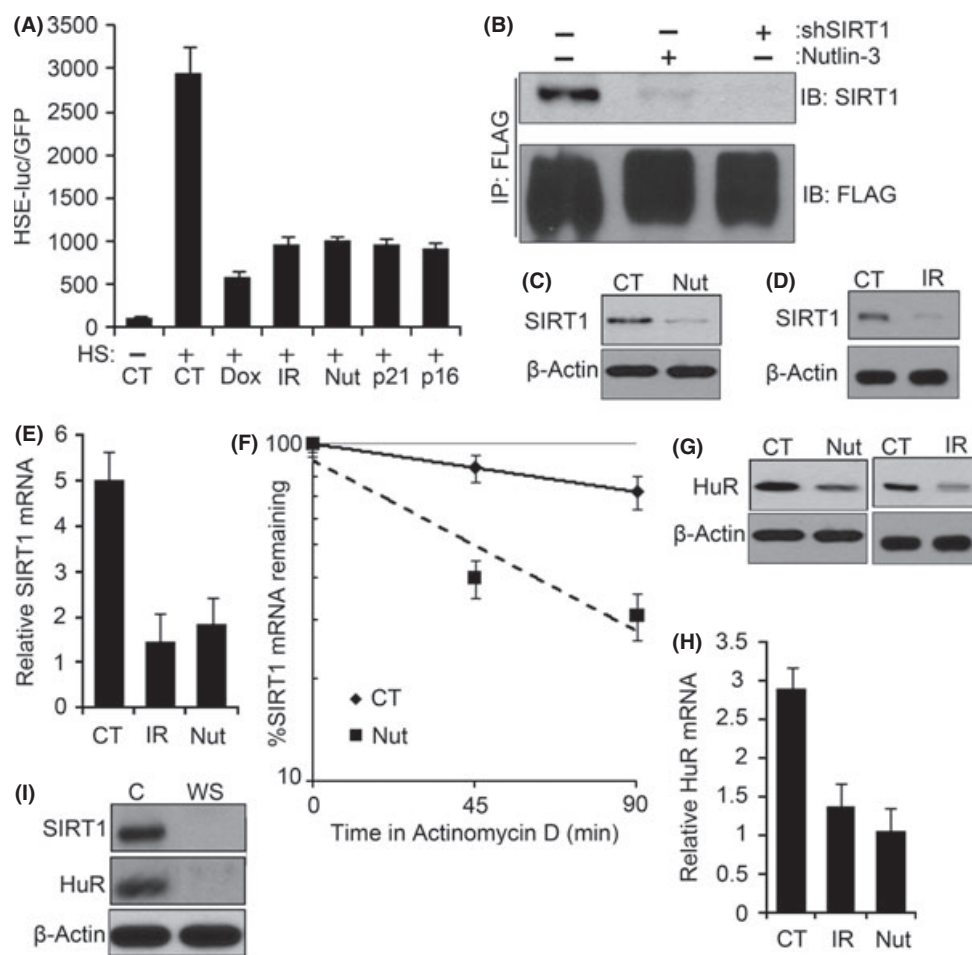 (A)
HSE-luc/GFP
3500
3000
2500
2000
1500
1000
500
0
HS: – + + + + + +
CT CT Dox IR Nut p21 p16
(B)
– – + :shSIRT1
– + – :Nutlin-3
IP: FLAG
IB: SIRT1
IB: FLAG
(C)
CT Nut
SIRT1
β-Actin
(D)
CT IR
SIRT1
β-Actin
(E)
Relative SIRT1 mRNA
6
5
4
3
2
1
0
CT IR Nut
(F)
%SIRT1 mRNA remaining
100
10
CT
Nut
0 45 90
Time in Actinomycin D (min)
(G)
CT Nut CT IR
HuR
β-Actin
(H)
Relative HuR mRNA
3.5
3
2.5
2
1.5
1
0.5
0
CT IR Nut
(I)
C WS
SIRT1
HuR
β-Actin